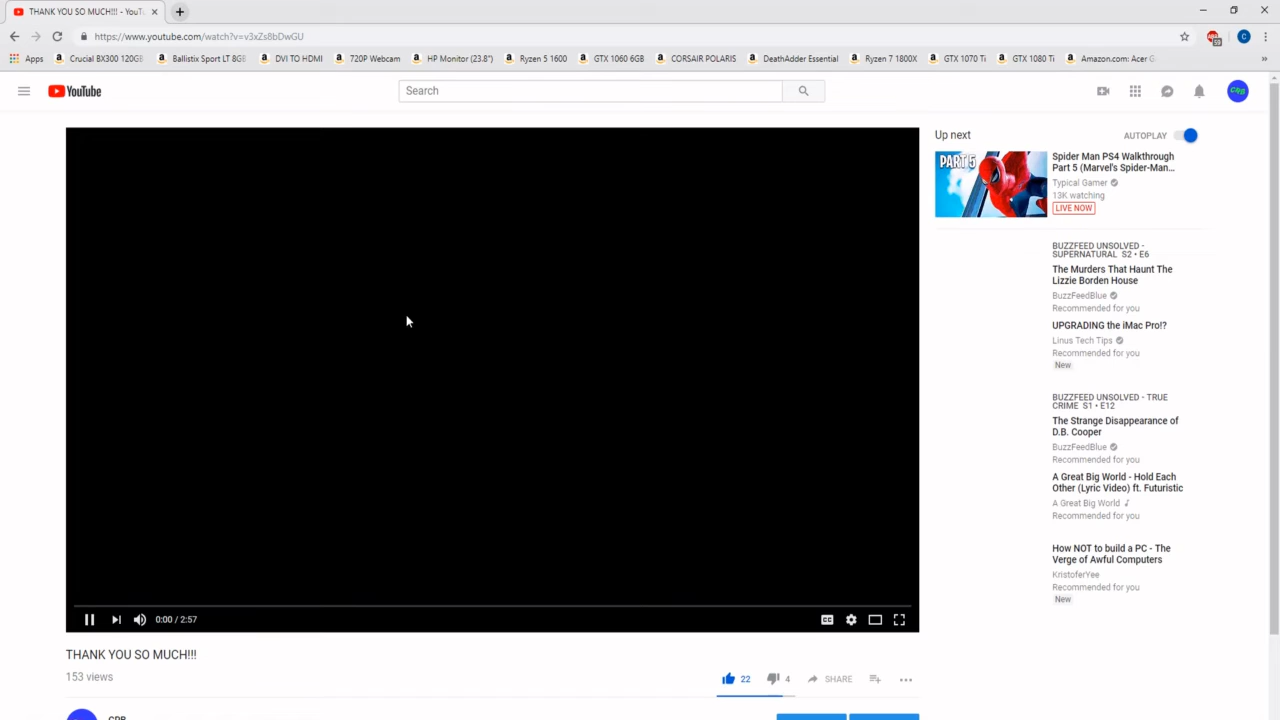 THANK YOU SO MUCH!!! - YouT
https://www.youtube.com/watch?v=v3xZs8bDwGU
Apps Crucial BX300 120GB Ballistix Sport LT 8GB DVI TO HDMI 720P Webcam HP Monitor (23.8") Ryzen 5 1600 GTX 1060 6GB CORSAIR POLARIS DeathAdder Essential Ryzen 7 1800X GTX 1070 Ti GTX 1080 Ti Amazon.com: Acer G
YouTube
Search
CRB
Up next
AUTOPLAY
PART 5
Spider Man PS4 Walkthrough
Part 5 (Marvel's Spider-Man...
Typical Gamer
13K watching
LIVE NOW
BUZZFEED UNSOLVED -
SUPERNATURAL S2 • E6
The Murders That Haunt The
Lizzie Borden House
BuzzFeedBlue
Recommended for you
UPGRADING the iMac Pro!?
Linus Tech Tips
Recommended for you
New
BUZZFEED UNSOLVED - TRUE
CRIME S1 • E12
The Strange Disappearance of
D.B. Cooper
BuzzFeedBlue
Recommended for you
A Great Big World - Hold Each
Other (Lyric Video) ft. Futuristic
A Great Big World
Recommended for you
How NOT to build a PC - The
Verge of Awful Computers
KristoferYee
Recommended for you
New
0:00 / 2:57
CC
THANK YOU SO MUCH!!!
153 views
22 4 SHARE